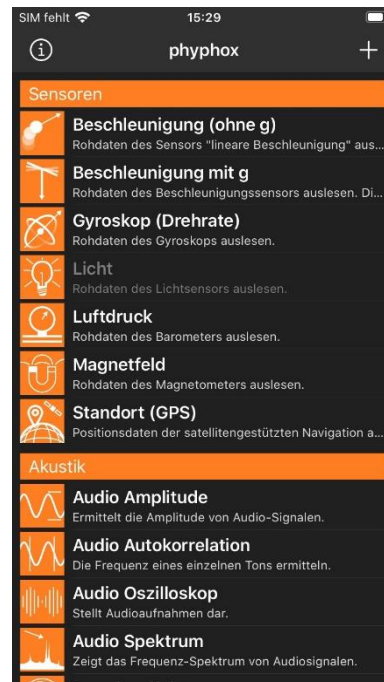 SIM fehlt 15:29
phyphox
Sensoren
Beschleunigung (ohne g)
Rohdaten des Sensors "lineare Beschleunigung" aus...
Beschleunigung mit g
Rohdaten des Beschleunigungssensors auslesen. Di...
Gyroskop (Drehrate)
Rohdaten des Gyroskops auslesen.
Licht
Rohdaten des Lichtsensors auslesen.
Luftdruck
Rohdaten des Barometers auslesen.
Magnetfeld
Rohdaten des Magnetometers auslesen.
Standort (GPS)
Positionsdaten der satellitengestützten Navigation a...
Akustik
Audio Amplitude
Ermittelt die Amplitude von Audio-Signalen.
Audio Autokorrelation
Die Frequenz eines einzelnen Tons ermitteln.
Audio Oszilloskop
Stellt Audioaufnahmen dar.
Audio Spektrum
Zeigt das Frequenz-Spektrum von Audiosignalen.